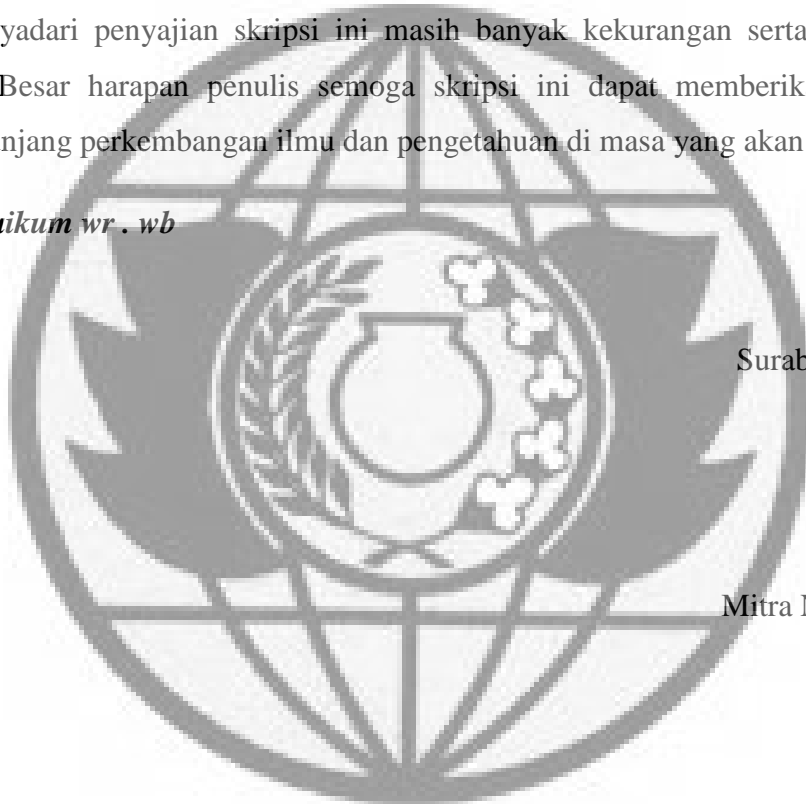 yadari penyajian skripsi ini masih banyak kekurangan serta
Besar harapan penulis semoga skripsi ini dapat memberik
njang perkembangan ilmu dan pengetahuan di masa yang akan
aikum wr . wb
Surab
Mitra